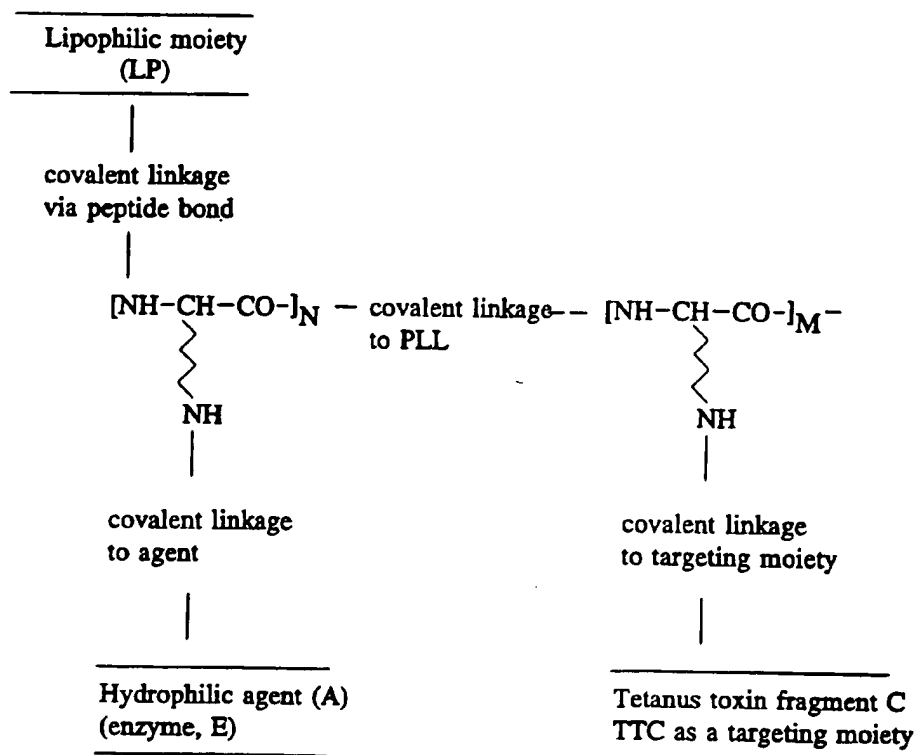 Lipophilic moiety
(LP)
covalent linkage
via peptide bond
[NH-CH-CO-]N — covalent linkage-- — [NH-CH-CO-]M -
to PLL
NH
NH
covalent linkage
to agent
covalent linkage
to targeting moiety
Hydrophilic agent (A)
(enzyme, E)
Tetanus toxin fragment C
TTC as a targeting moiety